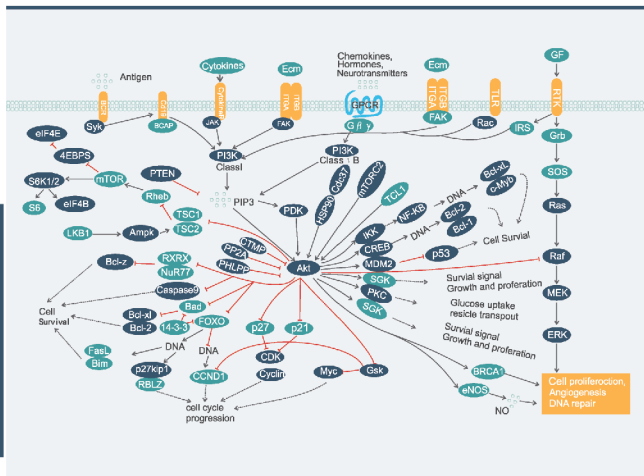 GF
Chemokines,
Hormones,
Neurotransmitters
Cytokines
Ecm
Ecm
Antigen
BCR
ITGA
GPCR
ITGA
ITGB
TLR
RTK
JAK
FAK
Syk
BCAP
G β γ
FAK
Rac
IRS
Grb
eIF4E
4EBPS
PI3K
ClassI
PI3K
Class B
SOS
S6K1/2
mTOR
PTEN
HSP90
Cdc37
mTORC2
TCL1
Bcl-xL
c-Myb
Rheb
PIP3
PDK
DNA
S6
eIF4B
IKK
NF-KB
Bcl-2
Bcl-1
Ras
TSC1
TSC2
LKB1
Ampk
CREB
DNA
Cell Survial
CTMP
PP2A
PHLPP
MDM2
P53
Raf
Bcl-z
RXRX
NuR77
Akt
SGK
Survial signal
Growth and proferation
Caspase9
PKC
MEK
Cell
Survival
Bad
SGK
Glucose uptake
resicle transpout
Bcl-xl
Bcl-2
14-3-3
FOXO
p27
p21
Survial signal
Growth and proferation
ERK
FasL
Bim
DNA
DNA
p27kip1
CDK
Cyclin
Myc
Gsk
BRCA1
RBLZ
CCND1
eNOS
NO
Cell proliferoction,
Angiogenesis
DNA repair
cell cycle
progression